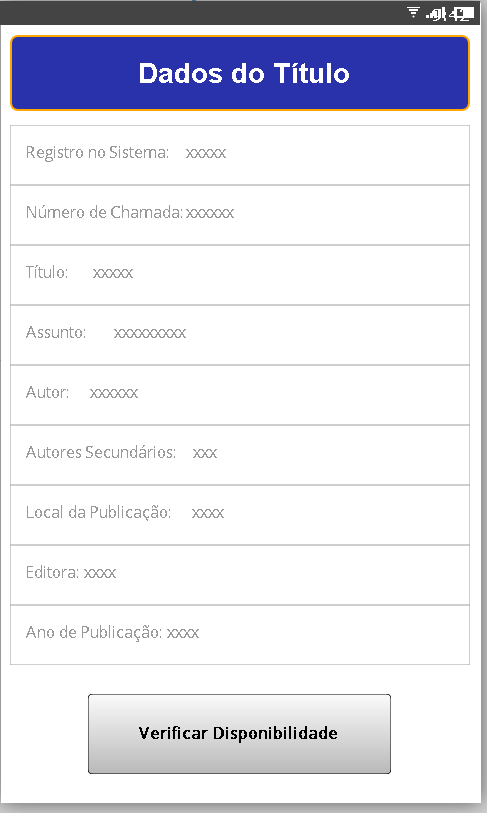 Dados do Título
Registro no Sistema: xxxxx
Número de Chamada: xxxxxx
Título: xxxxx
Assunto: xxxxxxxxx
Autor: xxxxxx
Autores Secundários: xxx
Local da Publicação: xxxx
Editora: xxxx
Ano de Publicação: xxxx
Verificar Disponibilidade